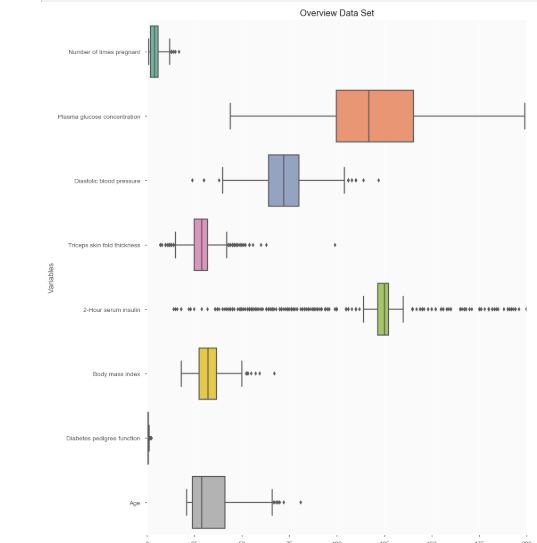 Overview Data Set
Number of times pregnant
Plasma glucose concentration
Diastolic blood pressure
Triceps skin fold thickness
Variables
2-Hour serum insulin
Body mass index
Diabetes pedigree function
Age